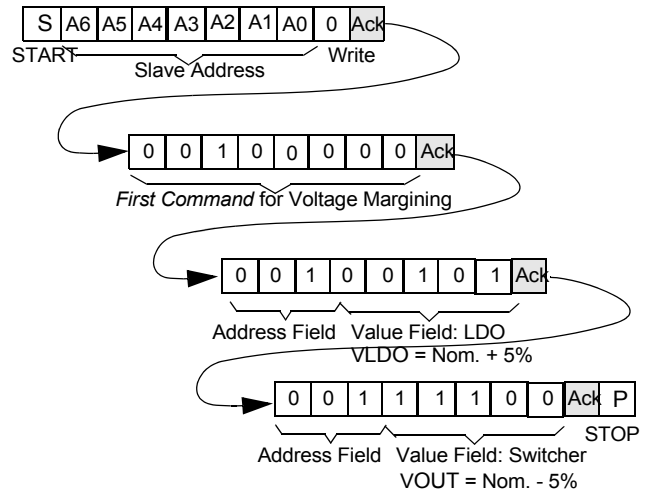 S A6 A5 A4 A3 A2 A1 A0 0 Ack
START Slave Address Write
0 0 1 0 0 0 0 0 Ack
First Command for Voltage Margining
0 0 1 0 0 1 0 1 Ack
Address Field Value Field: LDO
VLDO = Nom. + 5%
0 0 1 1 1 1 0 0 Ack P
STOP
Address Field Value Field: Switcher
VOUT = Nom. - 5%